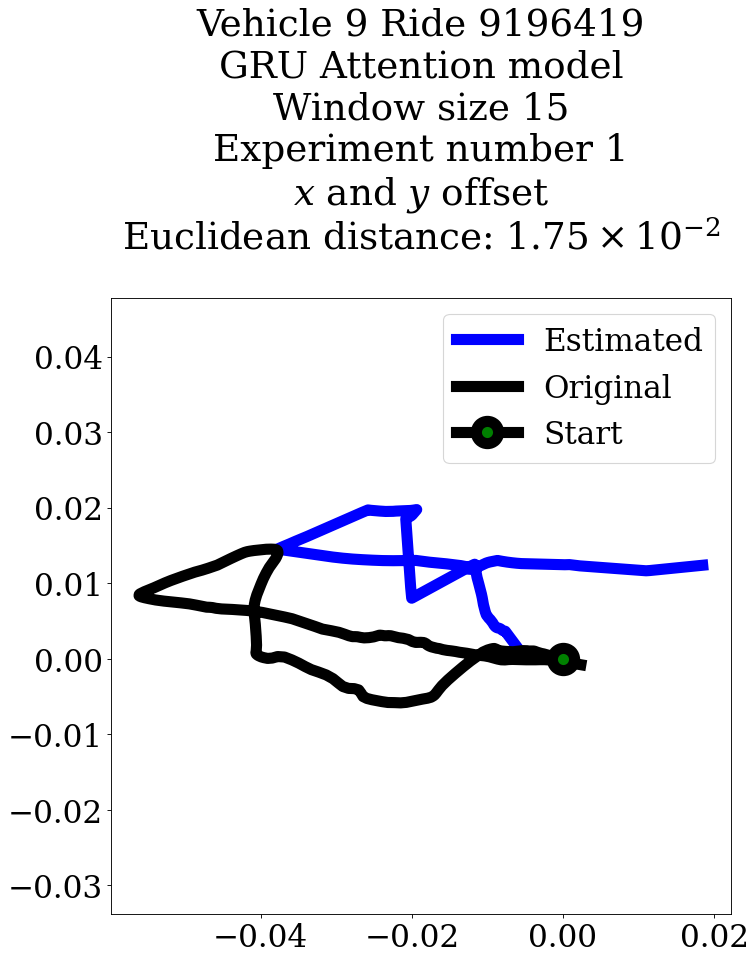 Vehicle 9 Ride 9196419
GRU Attention model
Window size 15
Experiment number 1
x and y offset
Euclidean distance: 1.75 × 10⁻²
Estimated
Original
Start
0.04
0.03
0.02
0.01
0.00
−0.01
−0.02
−0.03
−0.04
−0.02
0.00
0.02